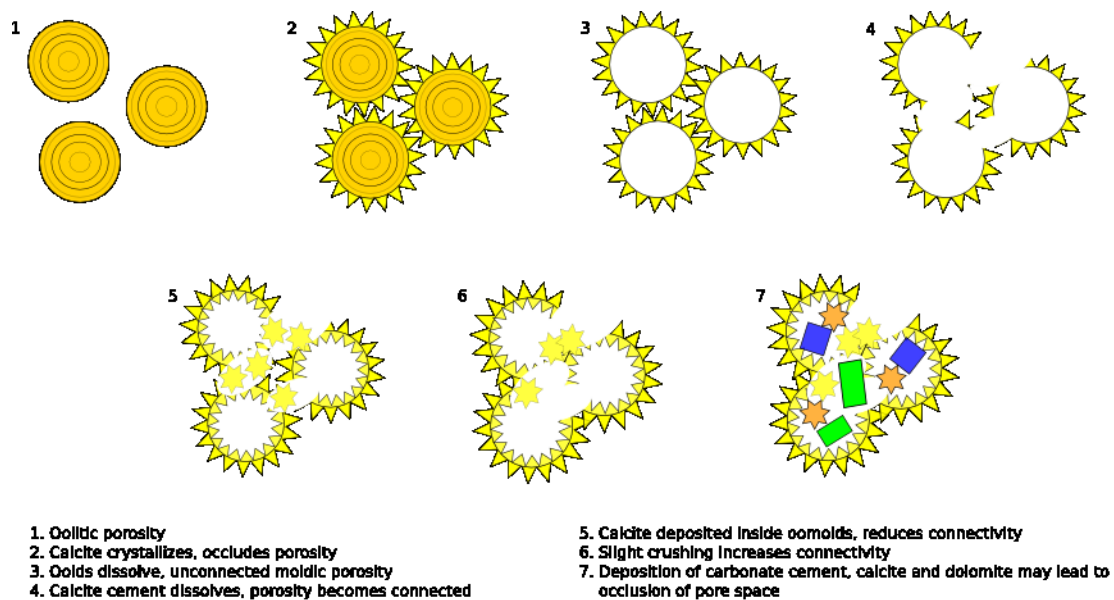 1
2
3
4
5
6
7
1. Oolitic porosity
2. Calcite crystallizes, occludes porosity
3. Ooids dissolve, unconnected moldic porosity
4. Calcite cement dissolves, porosity becomes connected
5. Calcite deposited inside oomoids, reduces connectivity
6. Slight crushing increases connectivity
7. Deposition of carbonate cement, calcite and dolomite may lead to
occlusion of pore space